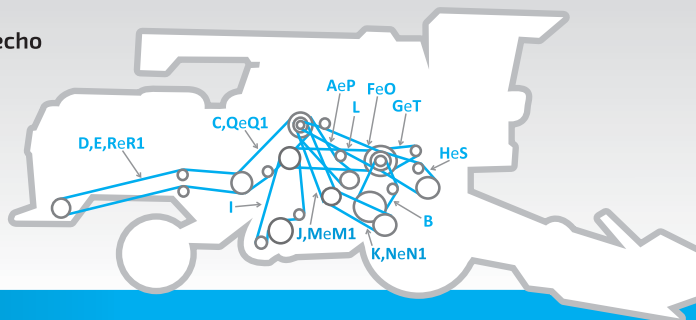 echo
AeP
FeO
L
GeT
C,QeQ1
D,E,ReR1
HeS
I
B
J,MeM1
K,NeN1